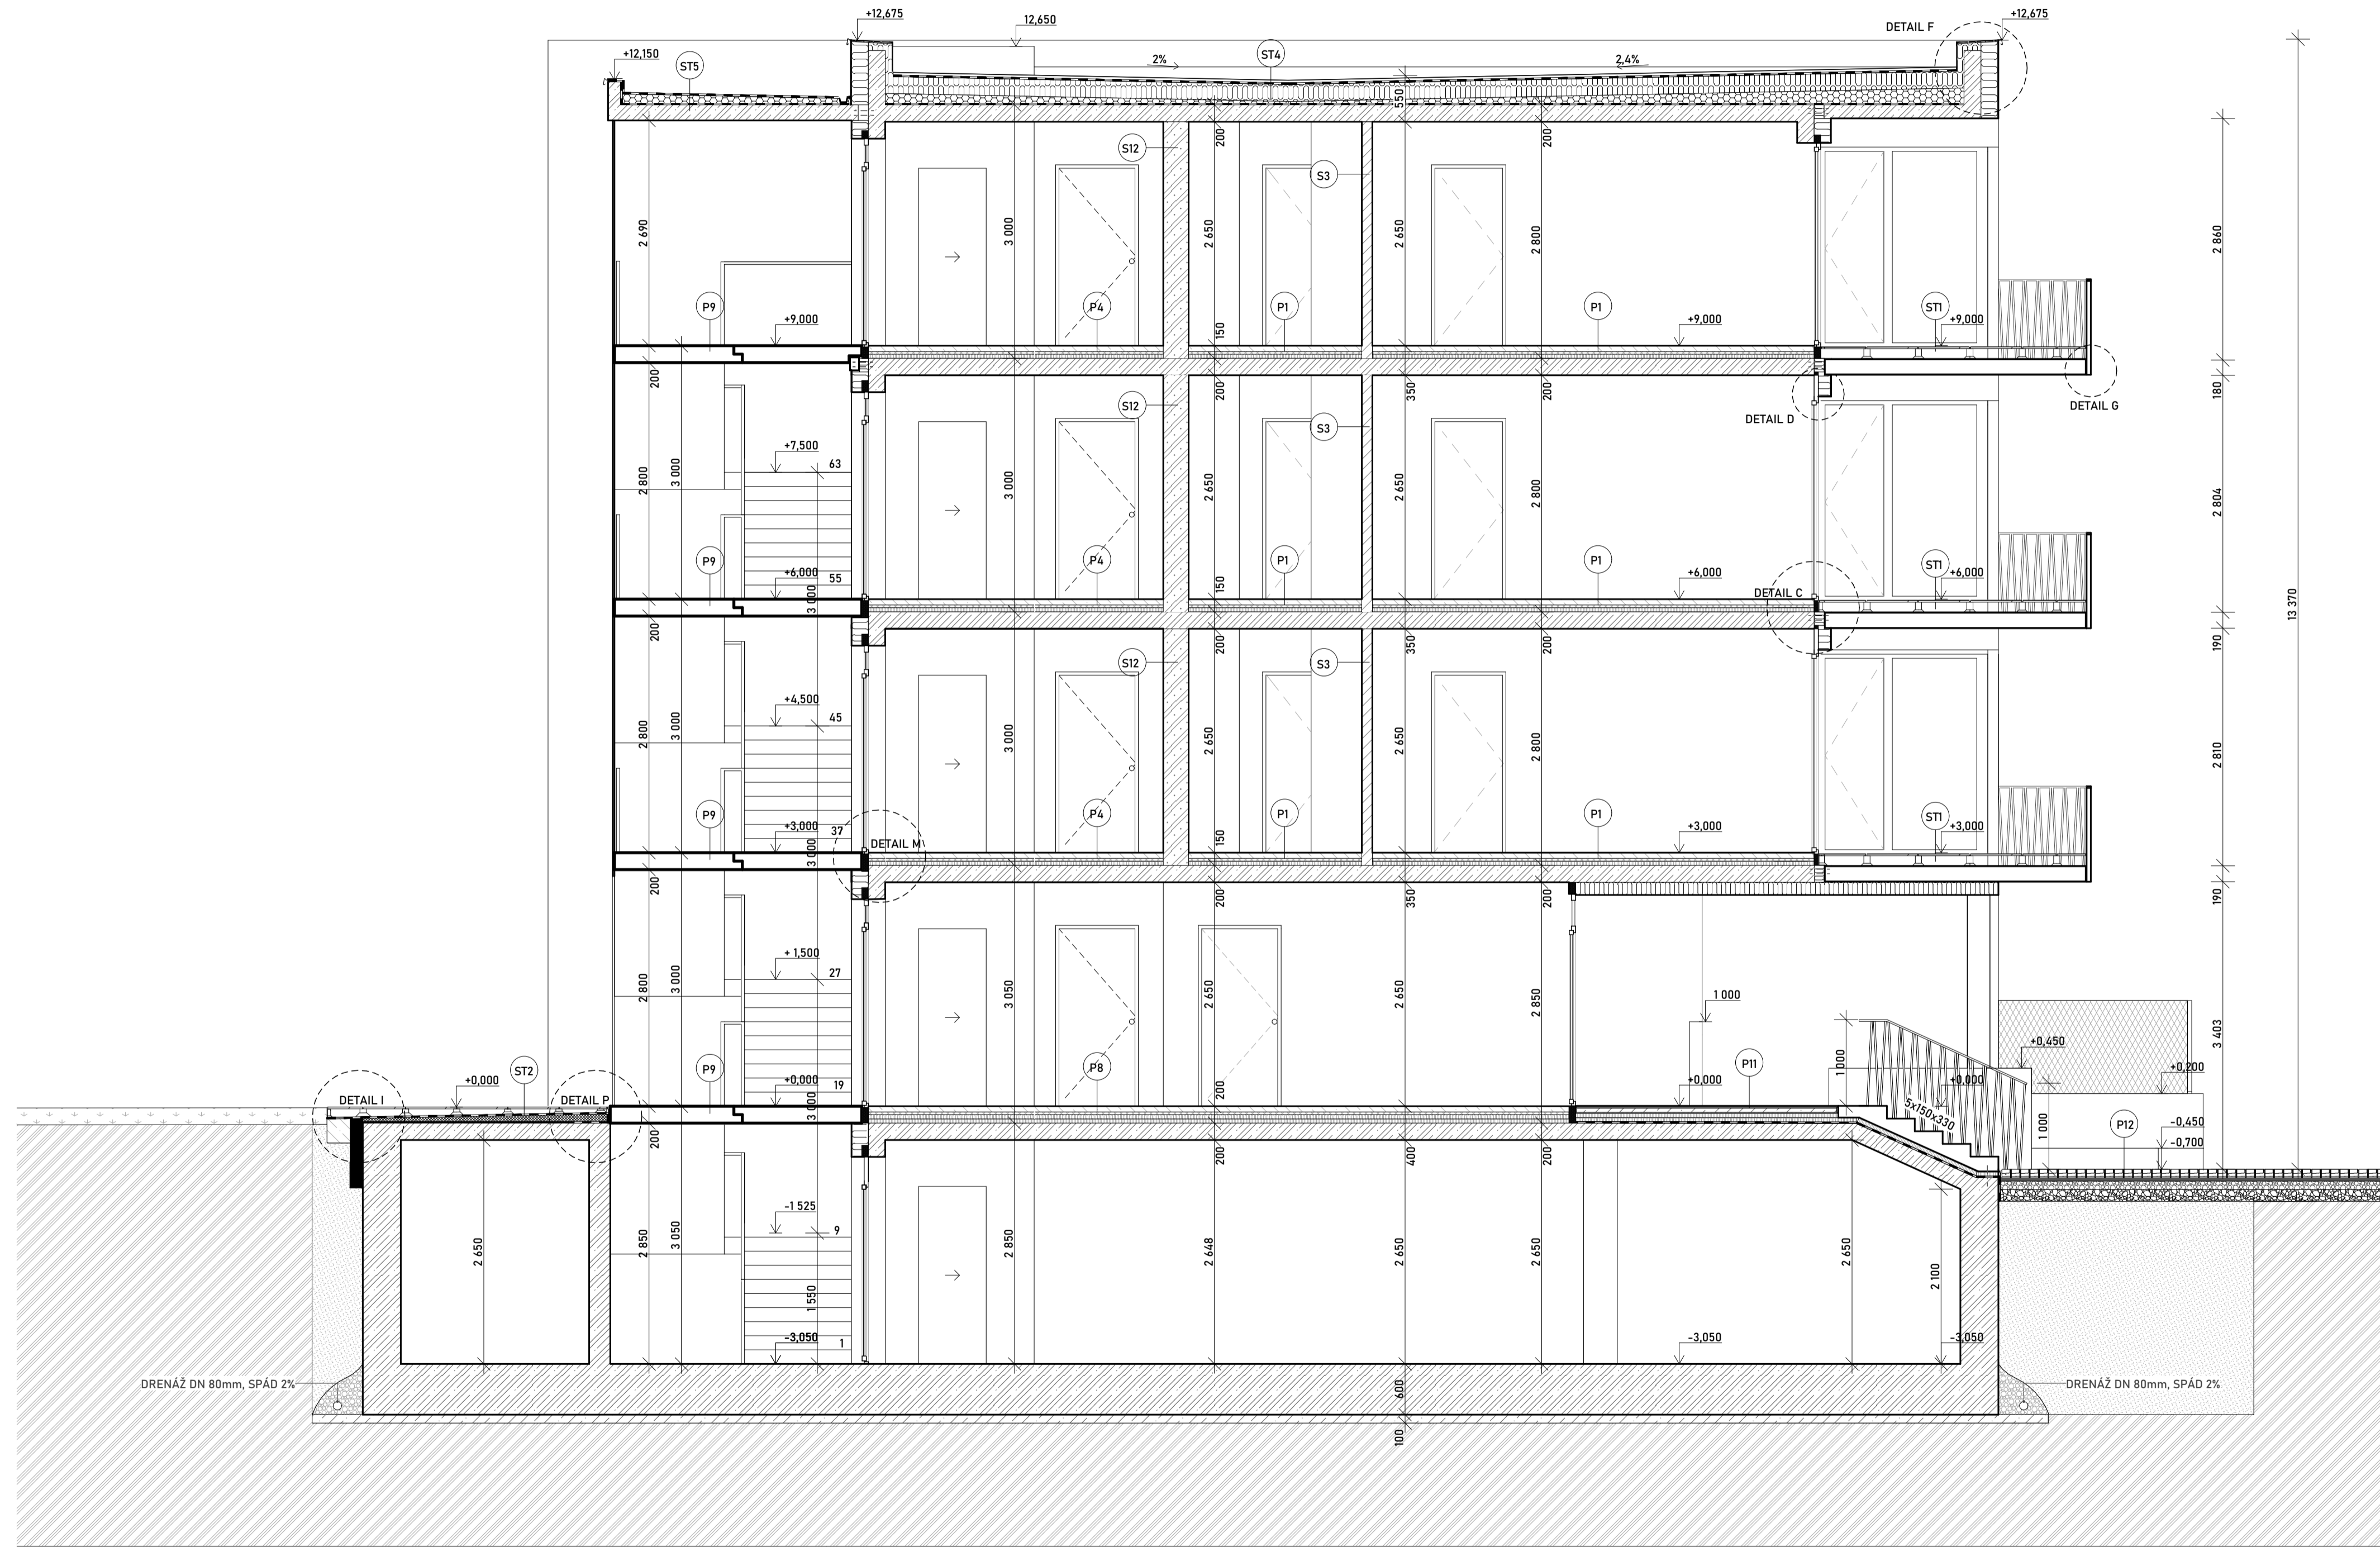 +12,675
12,650
DETAIL F
+12,675
+12,150
ST5
2%
ST4
2,4%
550
200
200
S12
S3
2 690
3 000
2 650
2 650
2 800
2 860
P9
+9,000
P4
150
P1
P1
+9,000
ST1
+9,000
200
200
350
200
180
S12
S3
DETAIL D
DETAIL G
+7,500
63
2 800
3 000
3 000
2 650
2 650
2 800
2 804
P9
+6,000
55
3 000
P4
150
P1
P1
+6,000
DETAIL C
ST1
+6,000
13 370
200
200
350
200
190
S12
S3
+4,500
45
2 800
3 000
3 000
2 650
2 650
2 800
2 810
P9
+3,000
37
3 000
DETAIL M
P4
150
P1
P1
+3,000
ST1
+3,000
200
200
350
200
190
+ 1,500
27
2 800
3 000
3 050
2 650
2 650
2 850
1 000
3 403
DETAIL I
+0,000
ST2
DETAIL P
P9
+0,000
19
3 000
P8
200
+0,000
P11
1 000
+0,000
5x150x330
+0,450
+0,200
1 000
P12
-0,450
-0,700
200
200
400
200
2 650
2 850
3 050
-1 525
9
1 550
2 850
2 648
2 650
2 650
2 650
2 100
-3,050
1
-3,050
-3,050
DRENÁŽ DN 80mm, SPÁD 2%
600
100
DRENÁŽ DN 80mm, SPÁD 2%